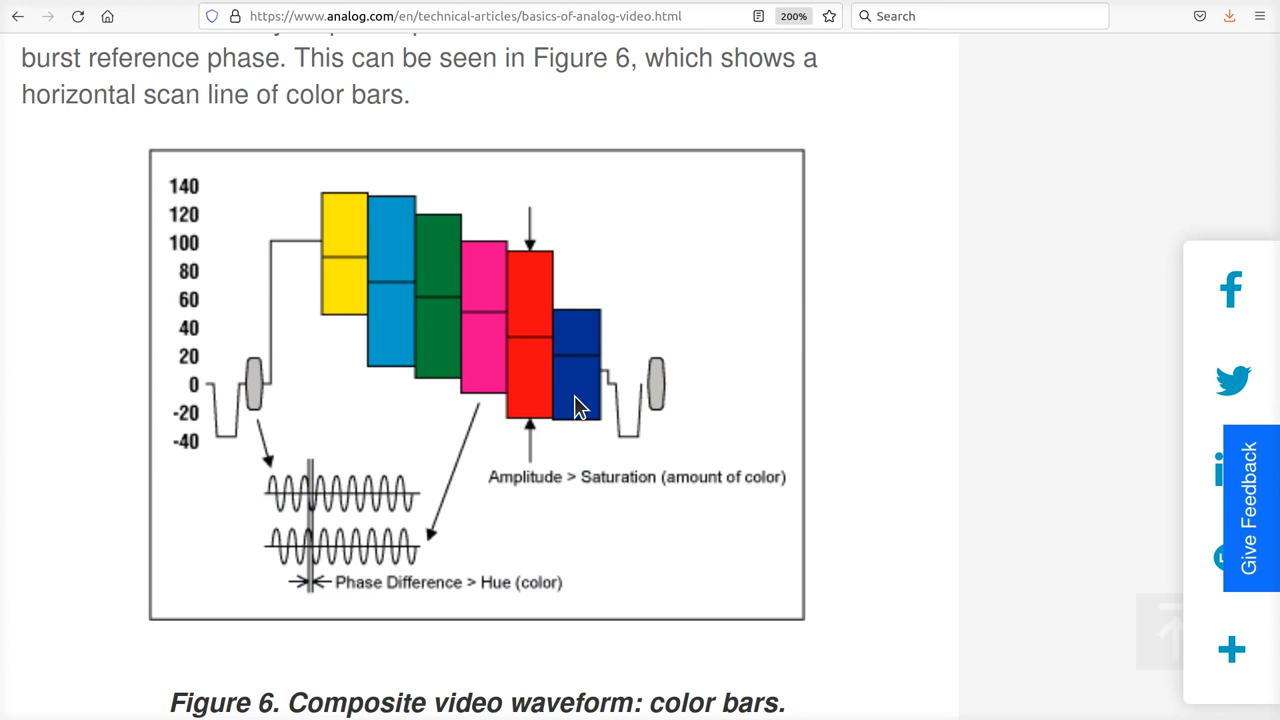 https://www.analog.com/en/technical-articles/basics-of-analog-video.html
200%
Search
burst reference phase. This can be seen in Figure 6, which shows a
horizontal scan line of color bars.
140
120
100
80
60
40
20
0
-20
-40
Amplitude > Saturation (amount of color)
Phase Difference > Hue (color)
Figure 6. Composite video waveform: color bars.
Give Feedback